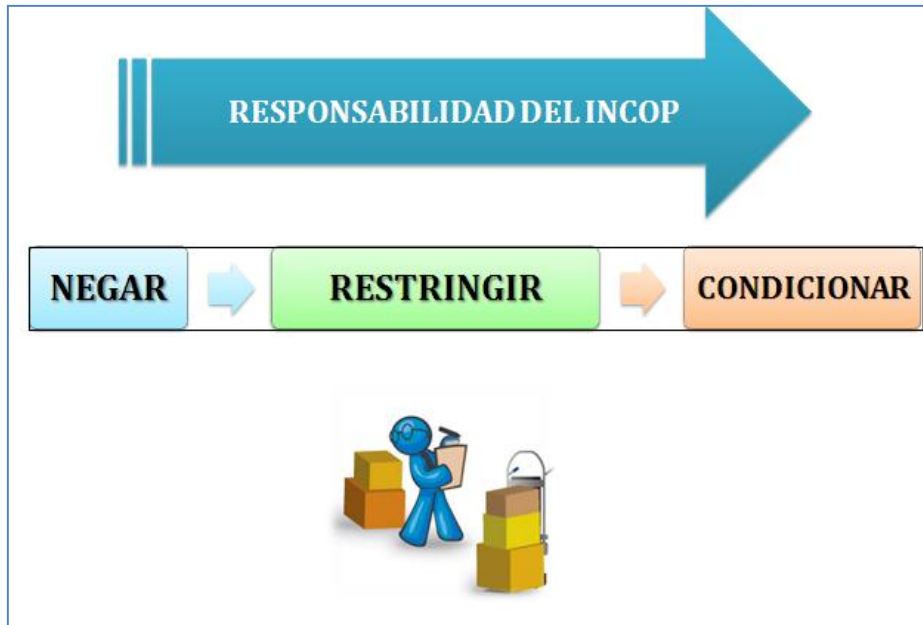 RESPONSABILIDAD DEL INCOP
NEGAR
RESTRINGIR
CONDICIONAR